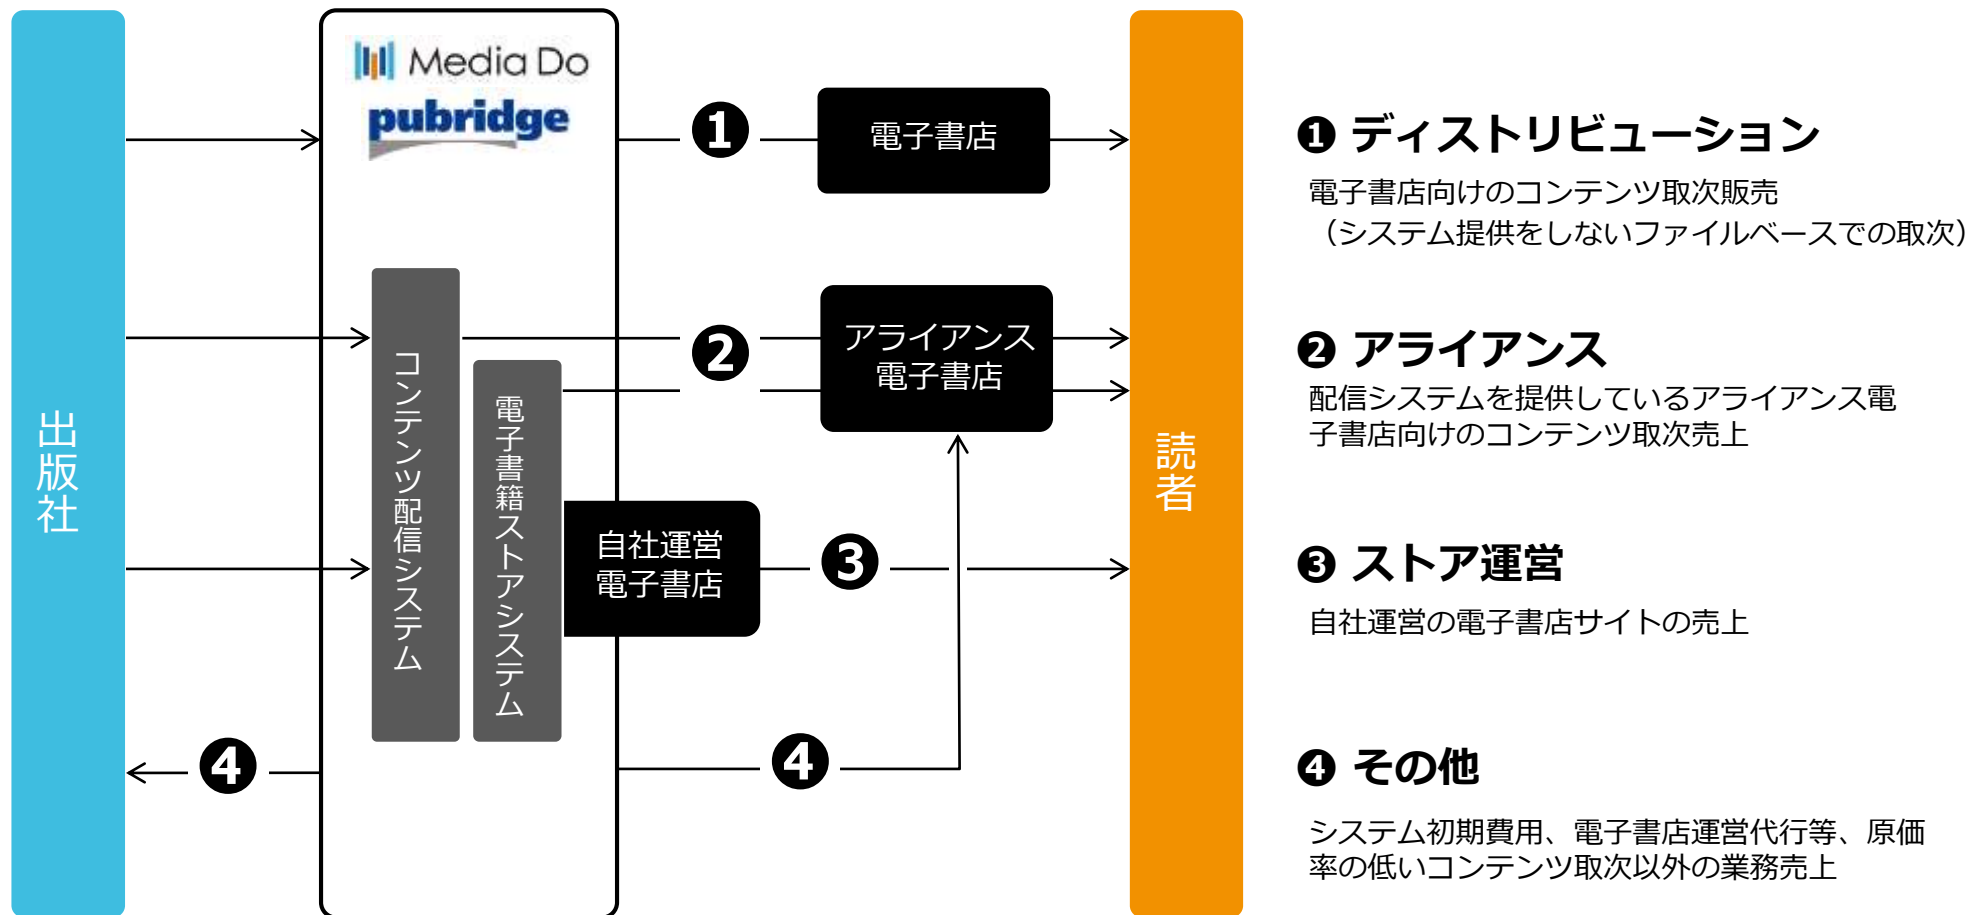 出版社
Media Do
pubridge
コンテンツ配信システム
電子書籍ストアシステム
❶
電子書店
❷
アライアンス
電子書店
自社運営
電子書店
❸
❹
❹
読者
❶ ディストリビューション
電子書店向けのコンテンツ取次販売
（システム提供をしないファイルベースでの取次）
❷ アライアンス
配信システムを提供しているアライアンス電
子書店向けのコンテンツ取次売上
❸ ストア運営
自社運営の電子書店サイトの売上
❹ その他
システム初期費用、電子書店運営代行等、原価
率の低いコンテンツ取次以外の業務売上